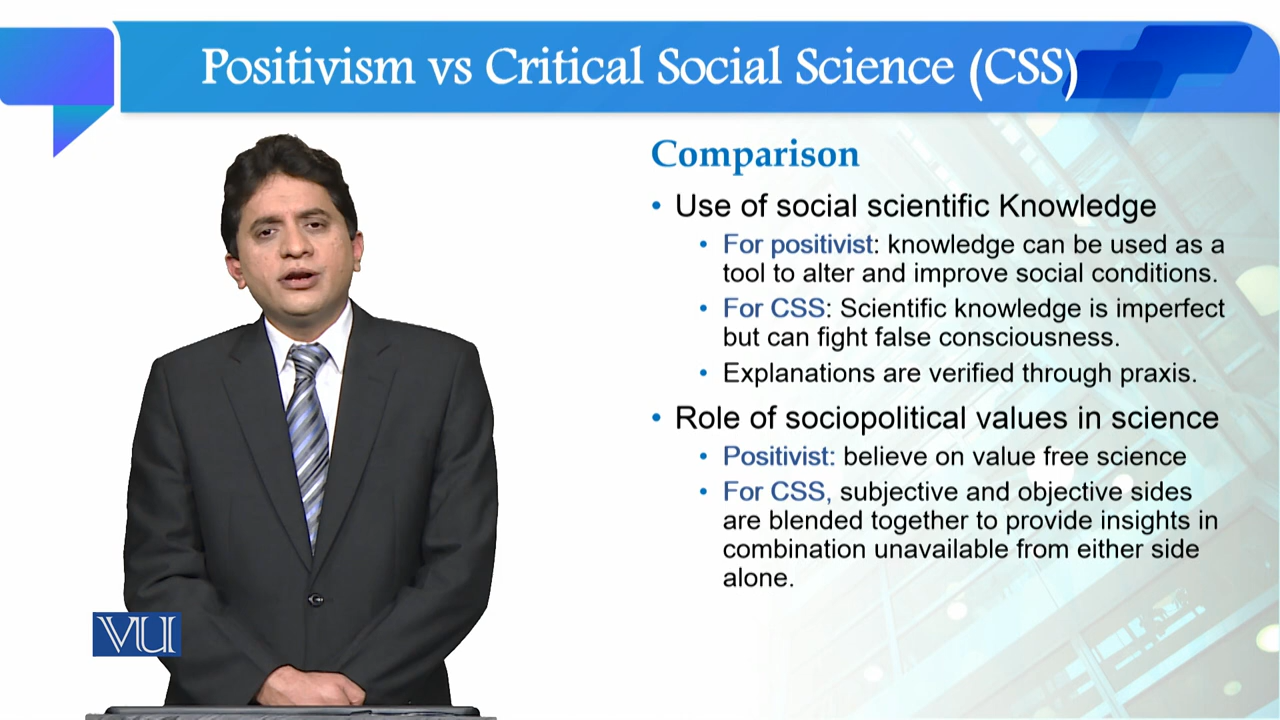 Positivism vs Critical Social Science (CSS)
Comparison
• Use of social scientific Knowledge
• For positivist: knowledge can be used as a
tool to alter and improve social conditions.
• For CSS: Scientific knowledge is imperfect
but can fight false consciousness.
• Explanations are verified through praxis.
• Role of sociopolitical values in science
• Positivist: believe on value free science
• For CSS, subjective and objective sides
are blended together to provide insights in
combination unavailable from either side
alone.
VU